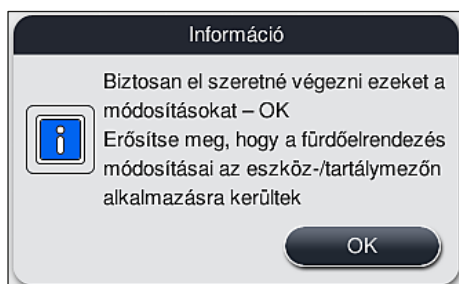 Információ
Biztosan el szeretné végezni ezeket a
módosításokat – OK
Erősítse meg, hogy a fürdőelrendezés
módosításai az eszköz-/tartálymezőn
alkalmazásra kerültek
OK